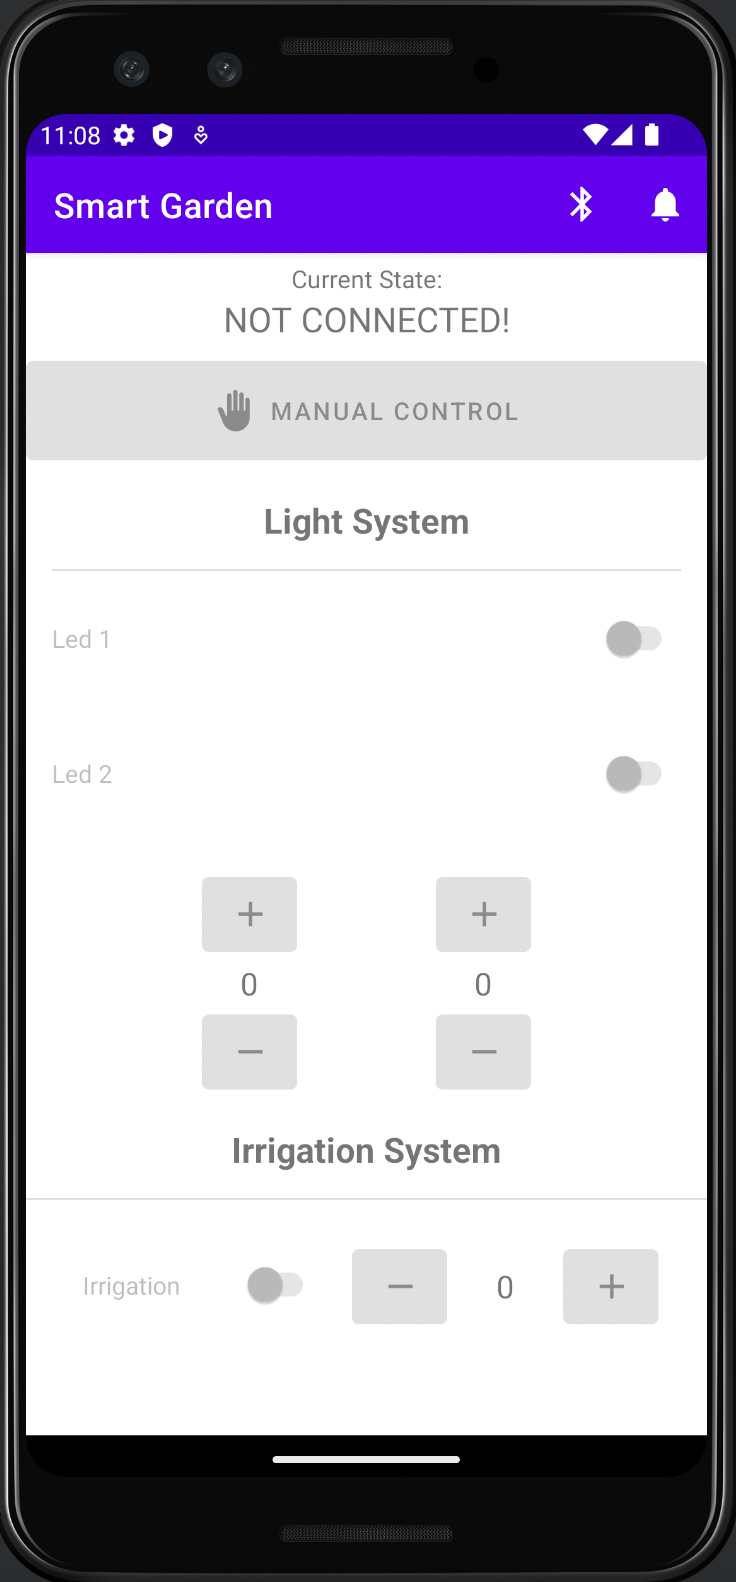 11:08
Smart Garden
Current State:
NOT CONNECTED!
MANUAL CONTROL
Light System
Led 1
Led 2
+ +
0 0
− −
Irrigation System
Irrigation − 0 +